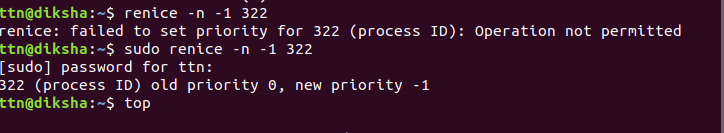 ttn@diksha:~$ renice -n -1 322
renice: failed to set priority for 322 (process ID): Operation not permitted
ttn@diksha:~$ sudo renice -n -1 322
[sudo] password for ttn:
322 (process ID) old priority 0, new priority -1
ttn@diksha:~$ top